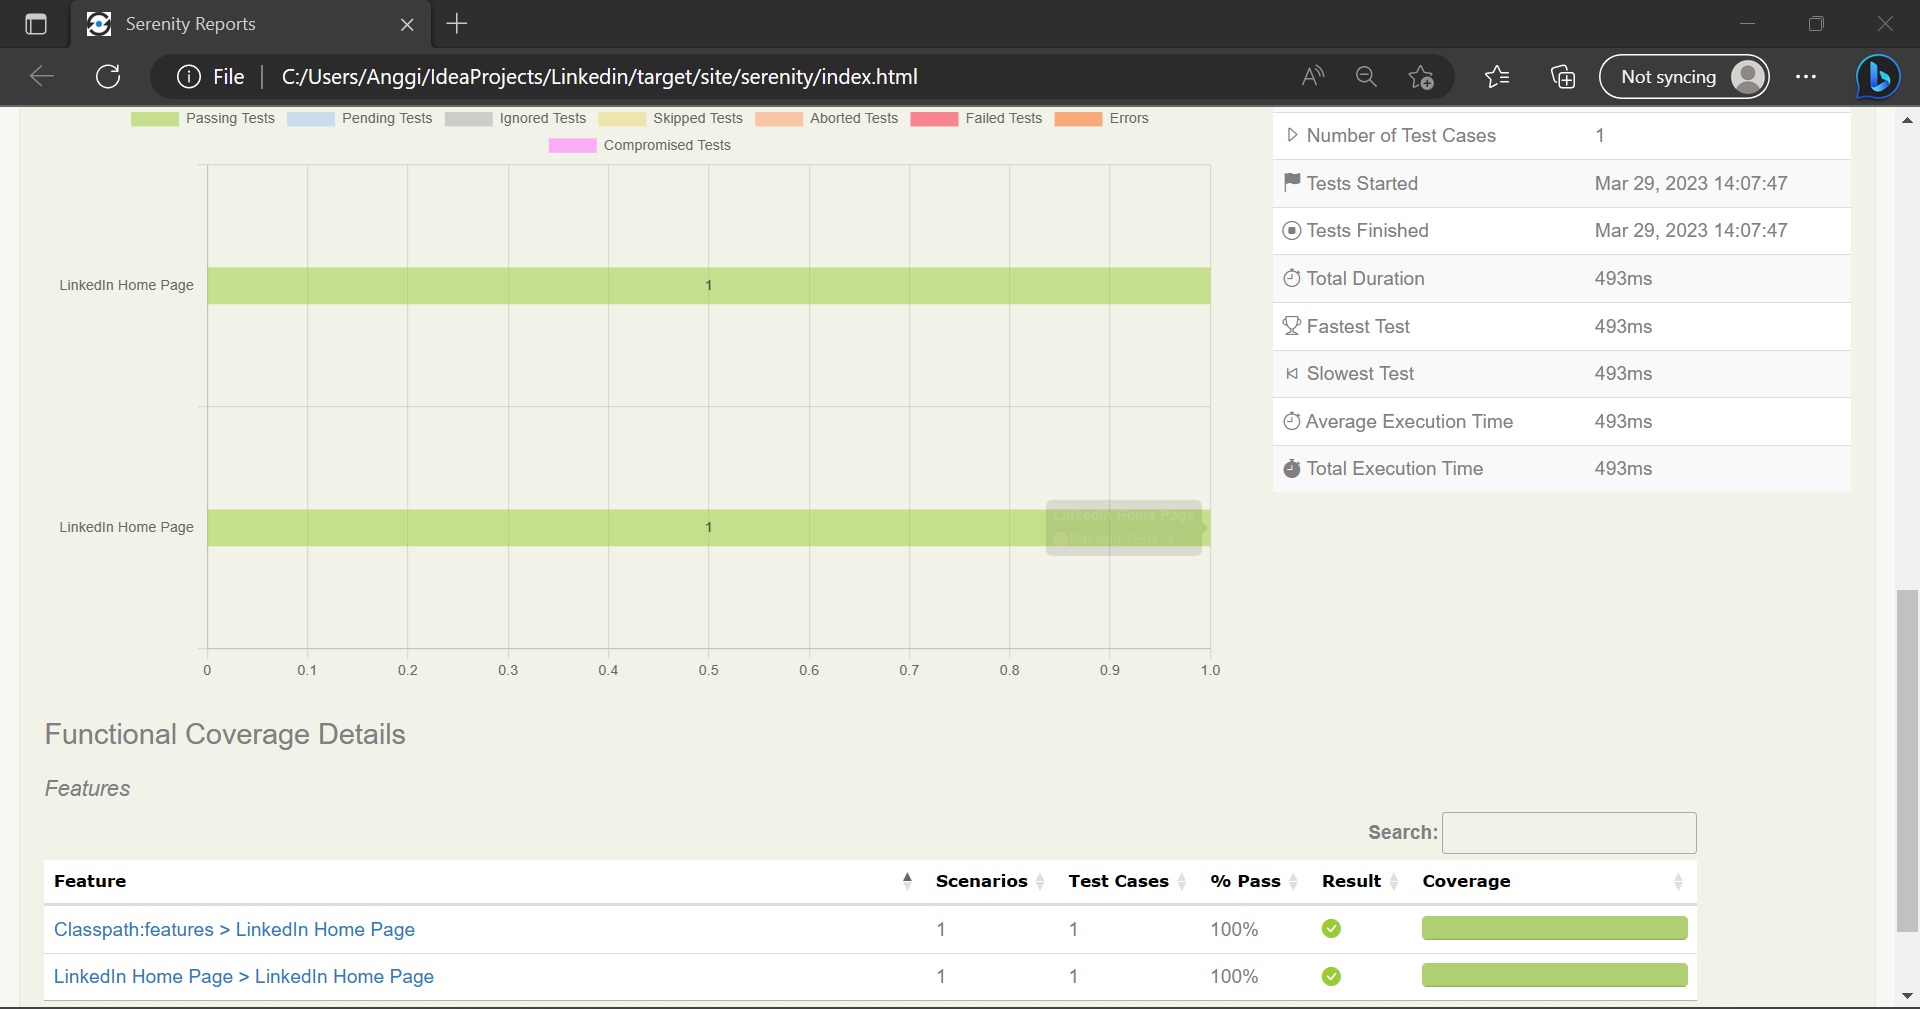 Serenity Reports
File
C:/Users/Anggi/IdeaProjects/Linkedin/target/site/serenity/index.html
Not syncing
Passing Tests Pending Tests Ignored Tests Skipped Tests Aborted Tests Failed Tests Errors
Compromised Tests
LinkedIn Home Page
1
LinkedIn Home Page
1
LinkedIn Home Page
Passing Tests: 1
0 0.1 0.2 0.3 0.4 0.5 0.6 0.7 0.8 0.9 1.0
Number of Test Cases 1
Tests Started Mar 29, 2023 14:07:47
Tests Finished Mar 29, 2023 14:07:47
Total Duration 493ms
Fastest Test 493ms
Slowest Test 493ms
Average Execution Time 493ms
Total Execution Time 493ms
Functional Coverage Details
Features
Search:
Feature Scenarios Test Cases % Pass Result Coverage
Classpath:features > LinkedIn Home Page 1 1 100%
LinkedIn Home Page > LinkedIn Home Page 1 1 100%